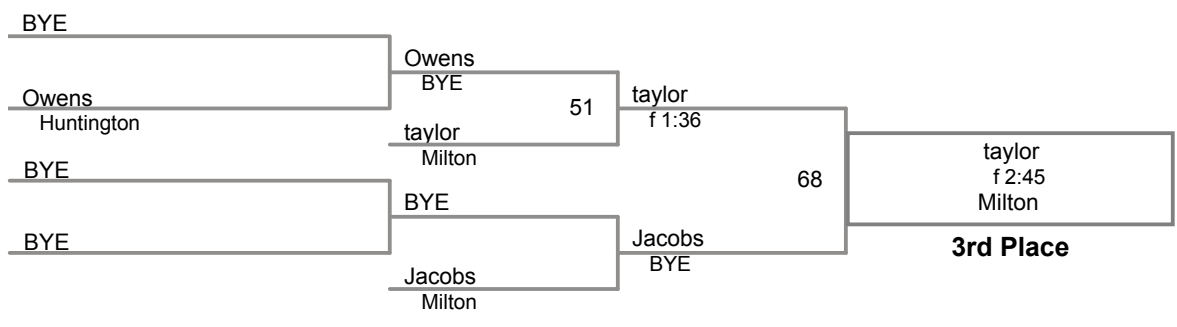 BYE
Owens
Huntington
BYE
BYE
Owens
BYE
51
taylor
Milton
BYE
Jacobs
Milton
taylor
f 1:36
68
Jacobs
BYE
taylor
f 2:45
Milton
3rd Place